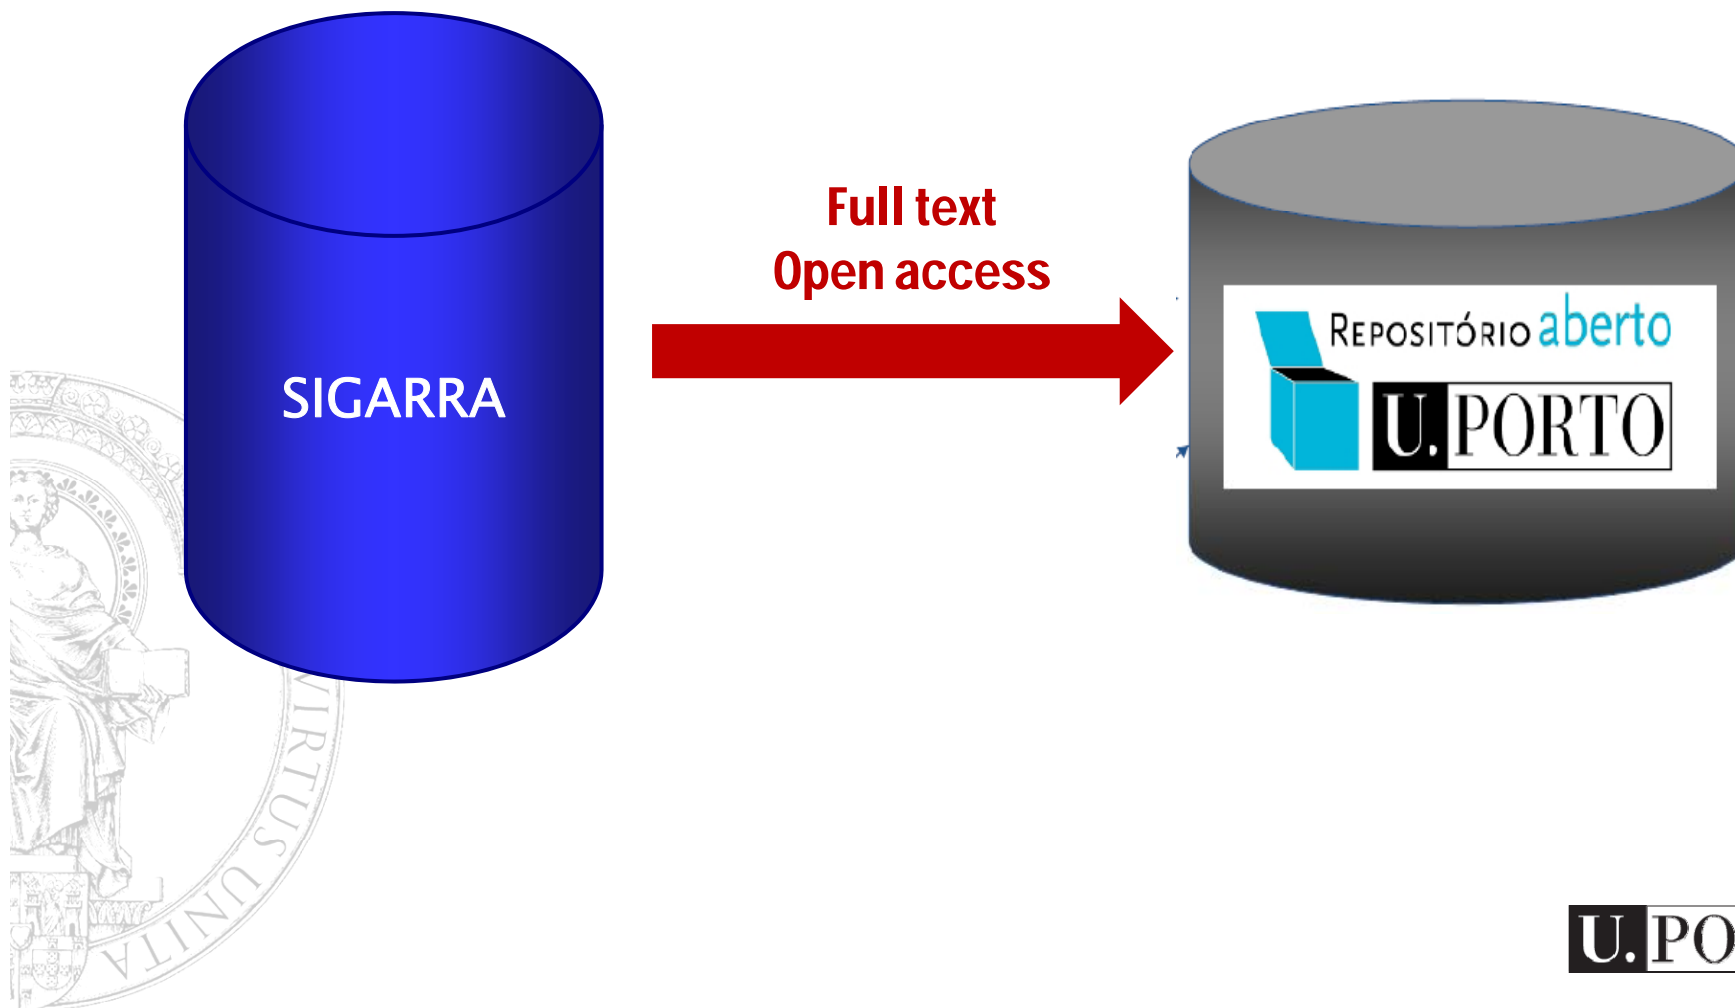 Full text
Open access
SIGARRA
REPOSITÓRIO aberto
U. PORTO
VIRTUS UNITA
U. PO